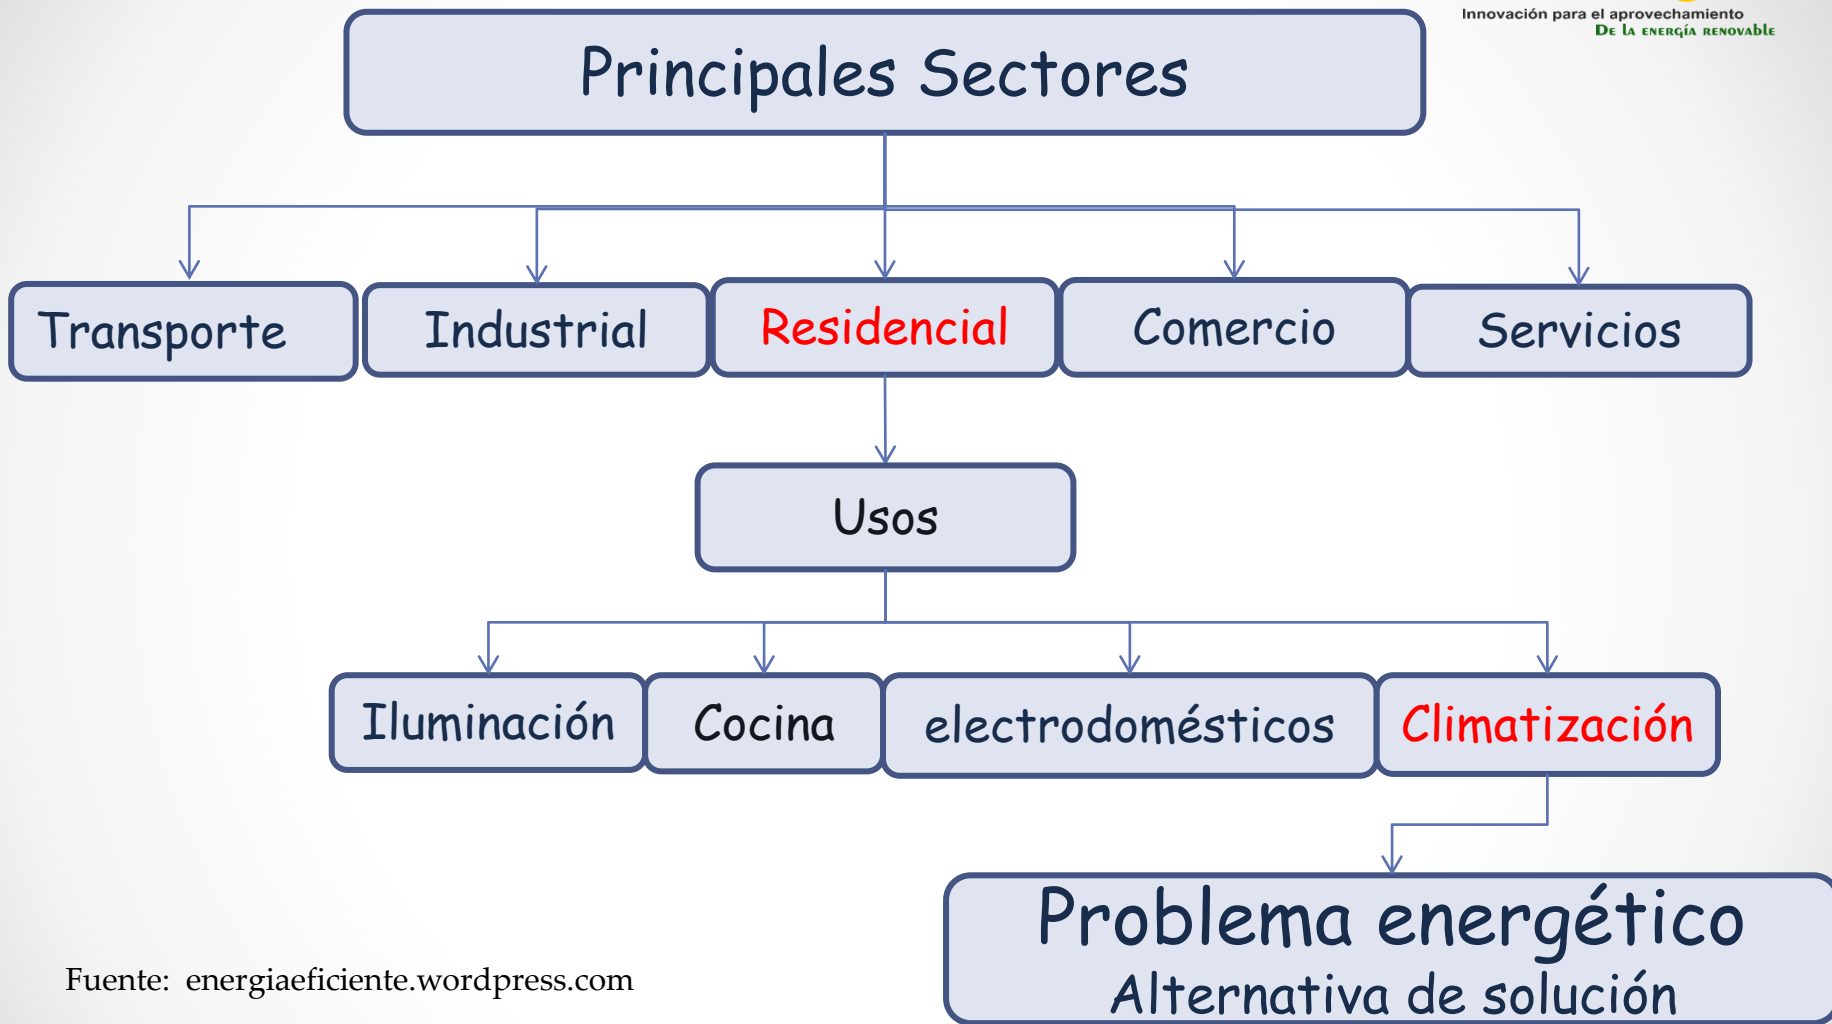 Innovación para el aprovechamiento
De la energía renovable
Principales Sectores
Transporte
Industrial
Residencial
Comercio
Servicios
Usos
Iluminación
Cocina
electrodomésticos
Climatización
Problema energético
Alternativa de solución
Fuente: energiaeficiente.wordpress.com